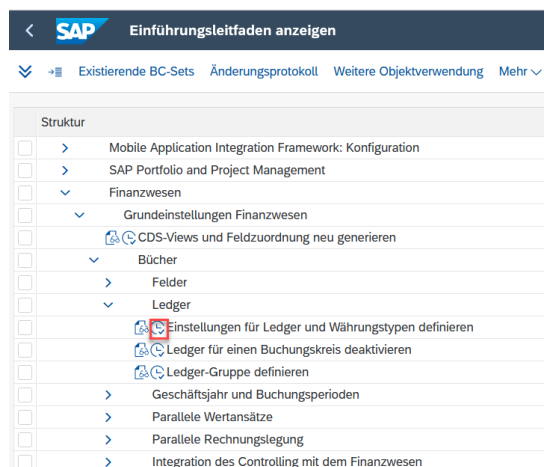 SAP Einführungsleitfaden anzeigen
Existierende BC-Sets Änderungsprotokoll Weitere Objektverwendung Mehr
Struktur
Mobile Application Integration Framework: Konfiguration
SAP Portfolio and Project Management
Finanzwesen
Grundeinstellungen Finanzwesen
CDS-Views und Feldzuordnung neu generieren
Bücher
Felder
Ledger
Einstellungen für Ledger und Währungstypen definieren
Ledger für einen Buchungskreis deaktivieren
Ledger-Gruppe definieren
Geschäftsjahr und Buchungsperioden
Parallele Wertansätze
Parallele Rechnungslegung
Integration des Controlling mit dem Finanzwesen